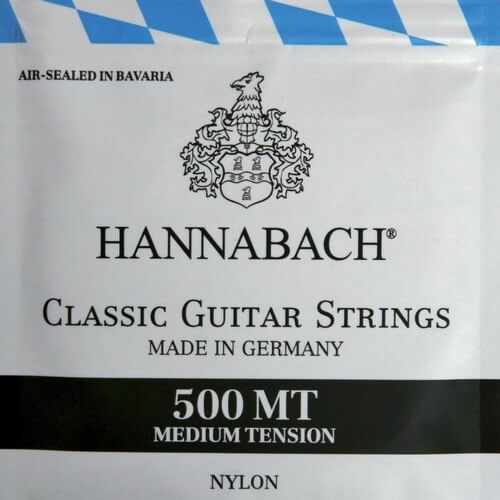 AIR-SEALED IN BAVARIA
HANNABACH®
CLASSIC GUITAR STRINGS
MADE IN GERMANY
500 MT
MEDIUM TENSION
NYLON